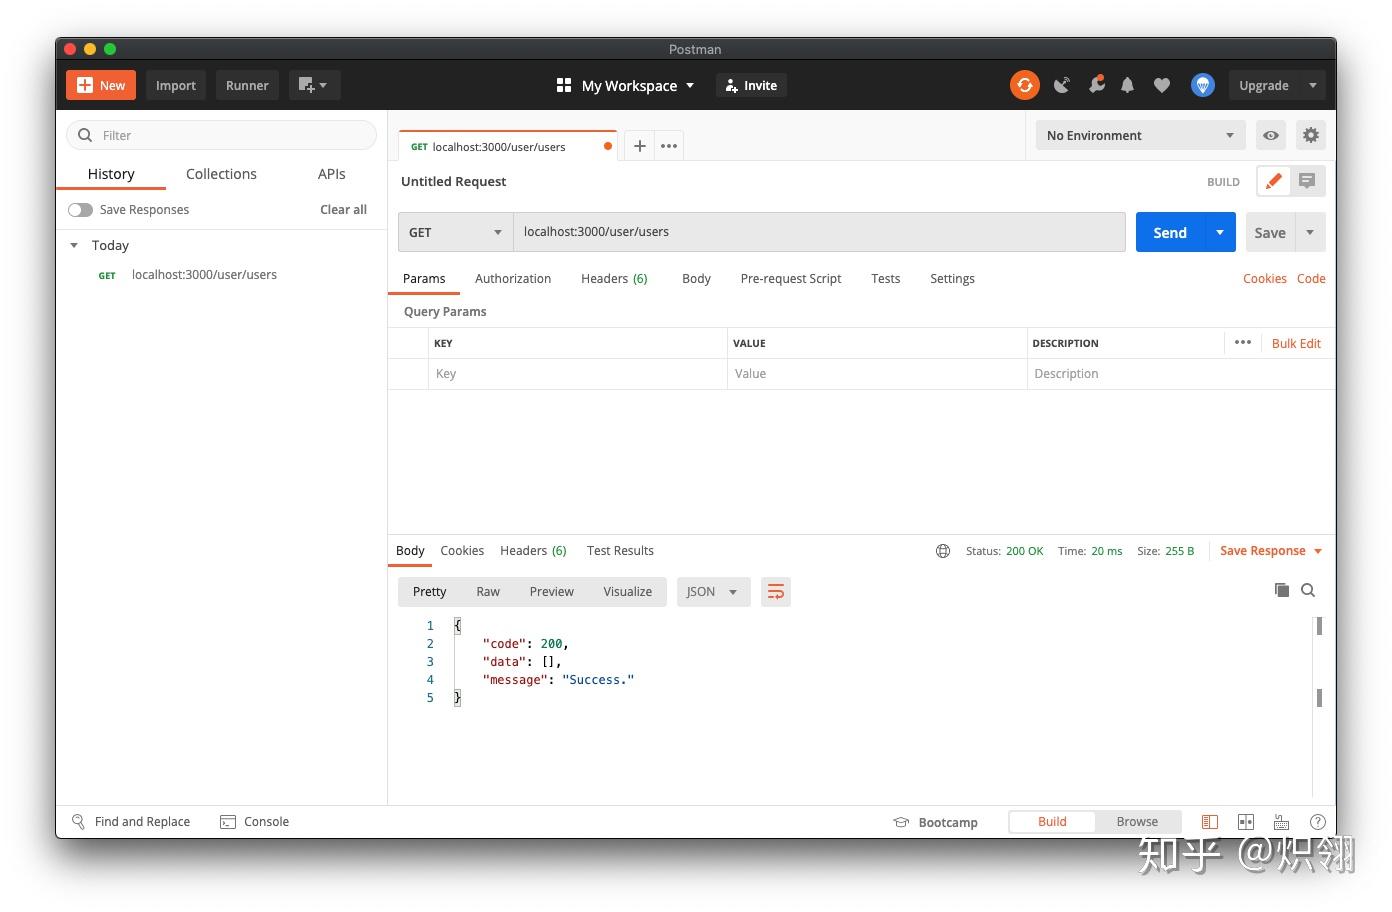 Postman
New Import Runner My Workspace Invite Upgrade
Filter
History Collections APIs
Save Responses Clear all
Today
GET localhost:3000/user/users
GET localhost:3000/user/users
No Environment
Untitled Request BUILD
GET localhost:3000/user/users Send Save
Params Authorization Headers (6) Body Pre-request Script Tests Settings Cookies Code
Query Params
KEY VALUE DESCRIPTION Bulk Edit
Key Value Description
Body Cookies Headers (6) Test Results Status: 200 OK Time: 20 ms Size: 255 B Save Response
Pretty Raw Preview Visualize JSON
1 {
2 "code": 200,
3 "data": [],
4 "message": "Success."
5 }
Find and Replace Console Bootcamp Build Browse
知乎 @炽翎